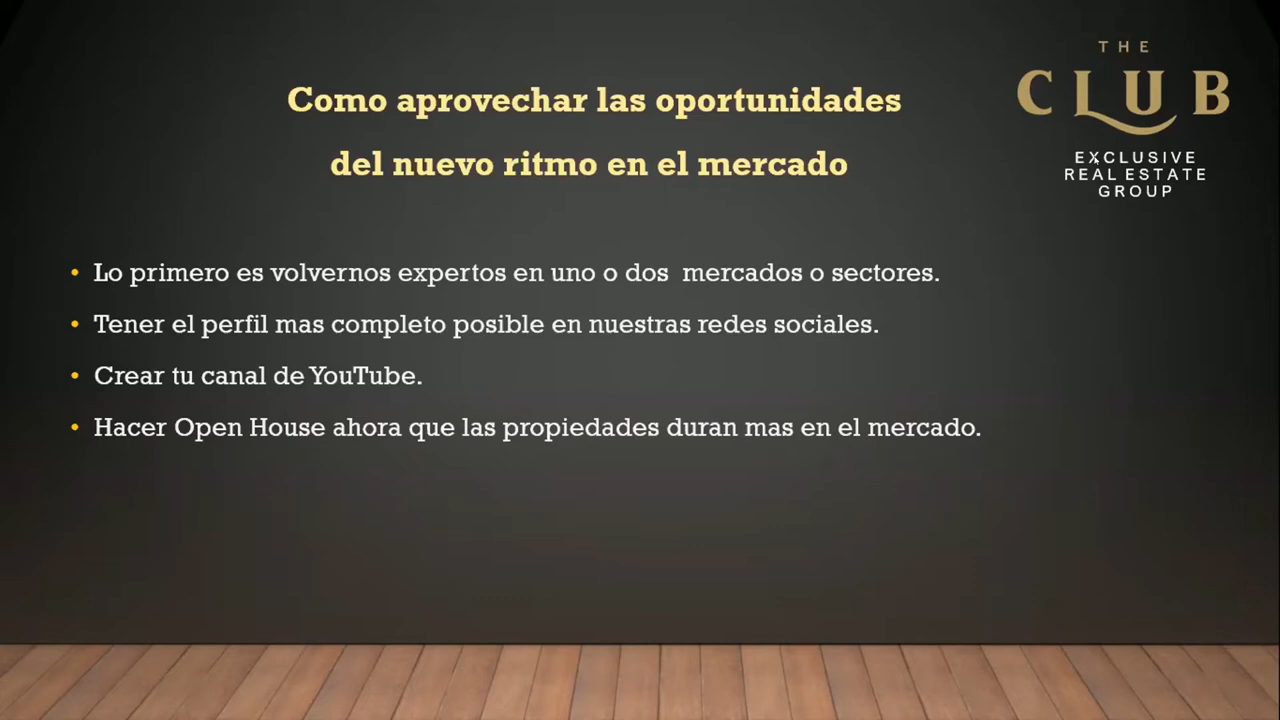 THE
CLUB
EXCLUSIVE
REAL ESTATE
GROUP
Como aprovechar las oportunidades
del nuevo ritmo en el mercado
• Lo primero es volvernos expertos en uno o dos  mercados o sectores.
• Tener el perfil mas completo posible en nuestras redes sociales.
• Crear tu canal de YouTube.
• Hacer Open House ahora que las propiedades duran mas en el mercado.